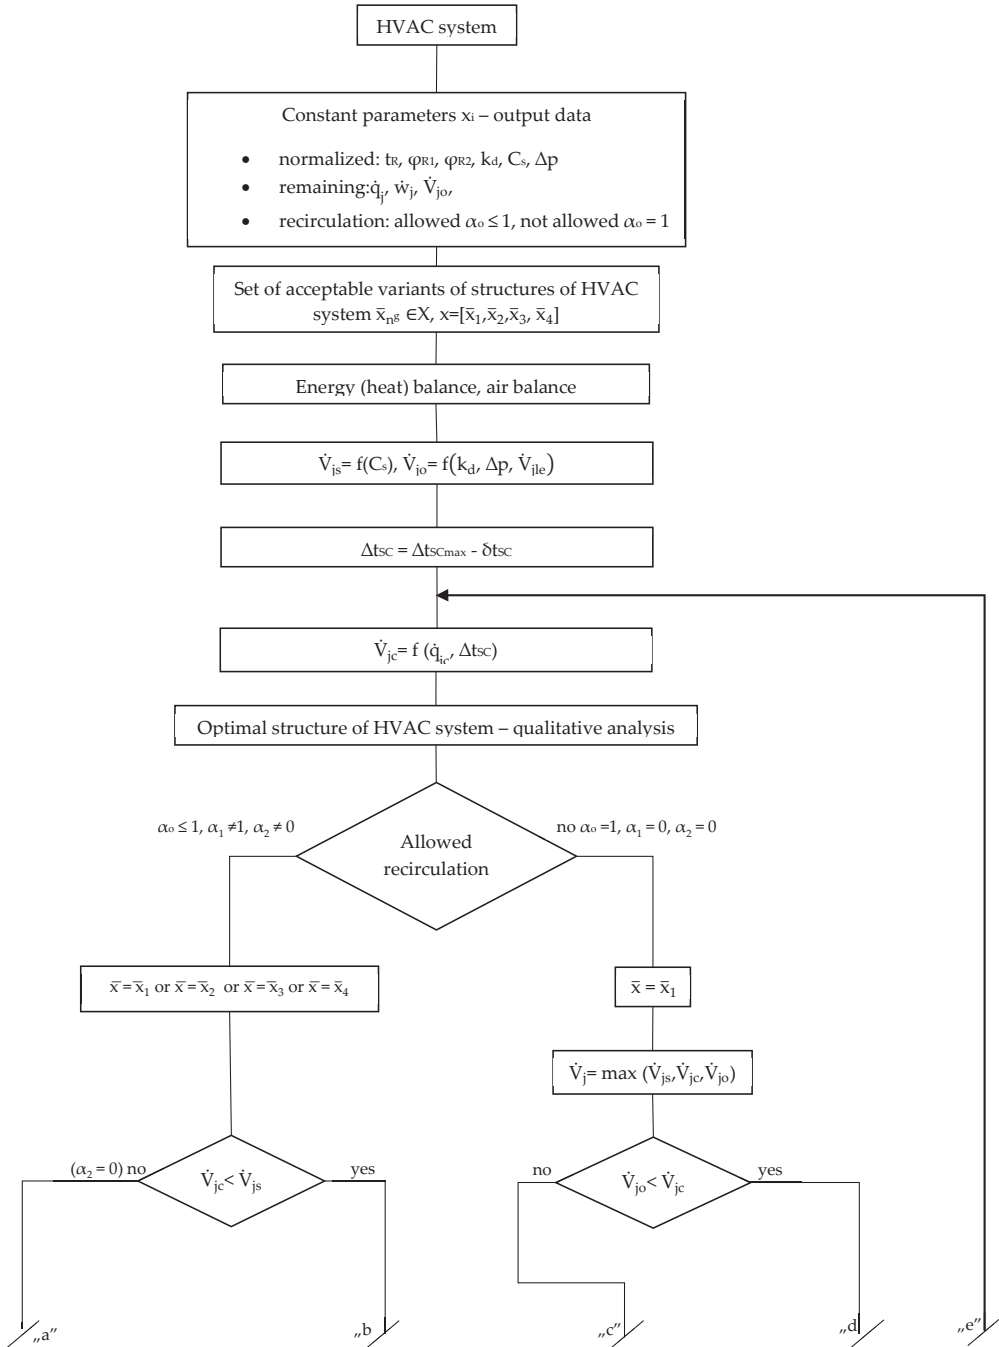 HVAC system
Constant parameters xᵢ – output data
• normalized: tR, φR1, φR2, kd, Cs, Δp
• remaining:q̇j, ẇj, V̇jo,
• recirculation: allowed αo ≤ 1, not allowed αo = 1
Set of acceptable variants of structures of HVAC
system x̄ng ∈X, x=[x̄1,x̄2,x̄3, x̄4]
Energy (heat) balance, air balance
V̇js= f(Cs), V̇jo= f(kd, Δp, V̇jle)
ΔtSC = ΔtSCmax - δtSC
V̇jc= f (q̇jc, ΔtSC)
Optimal structure of HVAC system – qualitative analysis
αo ≤ 1, α1 ≠1, α2 ≠ 0
no αo =1, α1 = 0, α2 = 0
Allowed
recirculation
x̄ = x̄1 or x̄ = x̄2 or x̄ = x̄3 or x̄ = x̄4
x̄ = x̄1
V̇j= max (V̇js,V̇jc,V̇jo)
(α2 = 0) no
V̇jc< V̇js
yes
no
V̇jo< V̇jc
yes
„a”
„b
„c”
„d
„e”